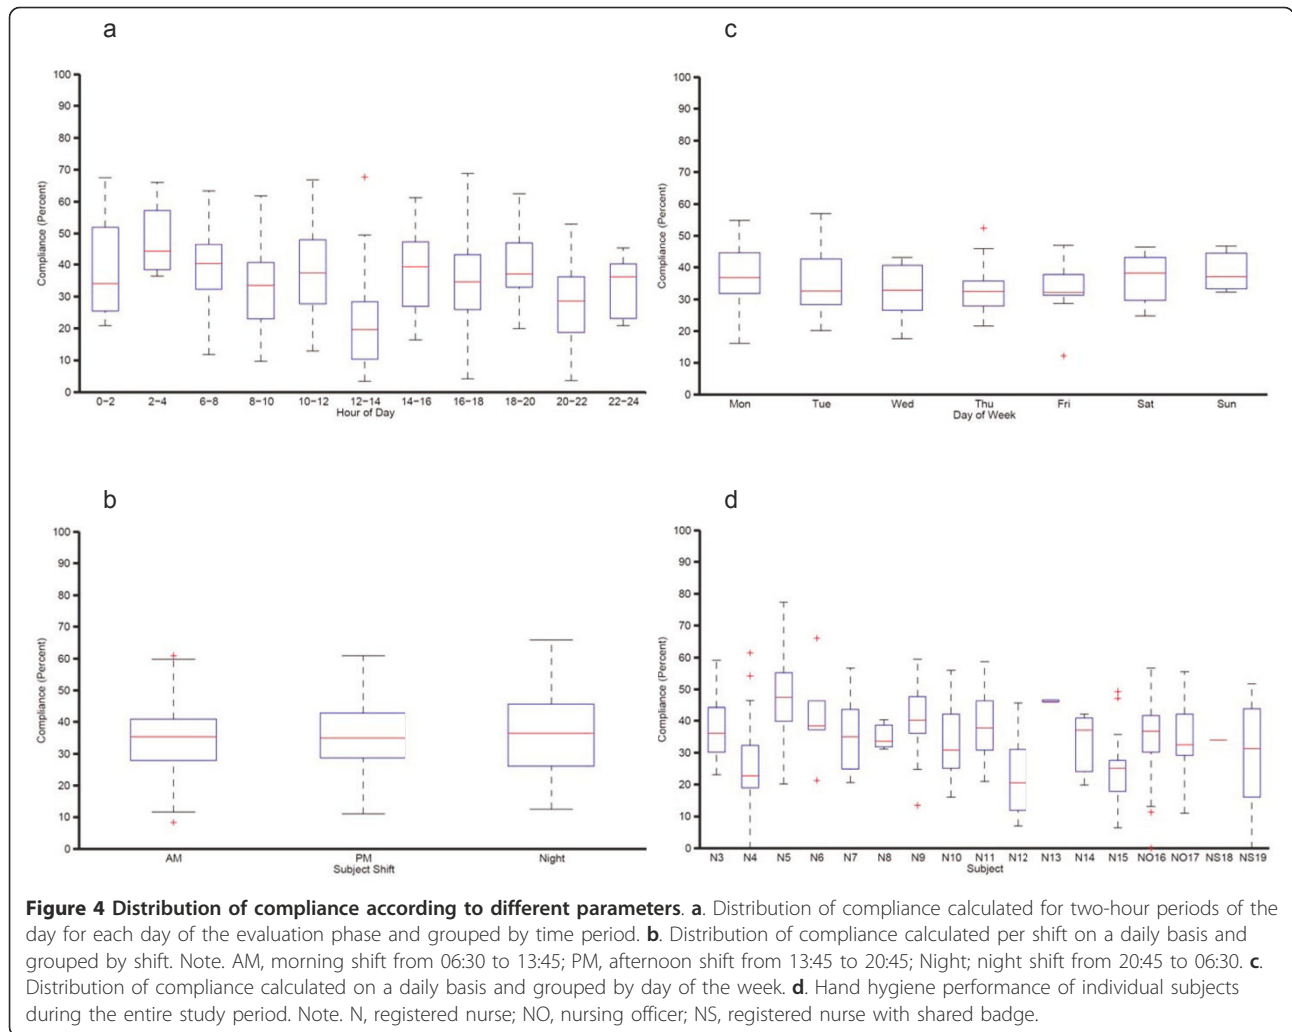 a
Compliance (Percent)
100
90
80
70
60
50
40
30
20
10
0
0−2 2−4 6−8 8−10 10−12 12−14 14−16 16−18 18−20 20−22 22−24
Hour of Day
c
Compliance (Percent)
100
90
80
70
60
50
40
30
20
10
0
Mon Tue Wed Thu Fri Sat Sun
Day of Week
b
Compliance (Percent)
100
90
80
70
60
50
40
30
20
10
0
AM PM Night
Subject Shift
d
Compliance (Percent)
100
90
80
70
60
50
40
30
20
10
0
N3 N4 N5 N6 N7 N8 N9 N10 N11 N12 N13 N14 N15 NO16 NO17 NS18 NS19
Subject
Figure 4 Distribution of compliance according to different parameters. a. Distribution of compliance calculated for two-hour periods of the
day for each day of the evaluation phase and grouped by time period. b. Distribution of compliance calculated per shift on a daily basis and
grouped by shift. Note. AM, morning shift from 06:30 to 13:45; PM, afternoon shift from 13:45 to 20:45; Night; night shift from 20:45 to 06:30. c.
Distribution of compliance calculated on a daily basis and grouped by day of the week. d. Hand hygiene performance of individual subjects
during the entire study period. Note. N, registered nurse; NO, nursing officer; NS, registered nurse with shared badge.